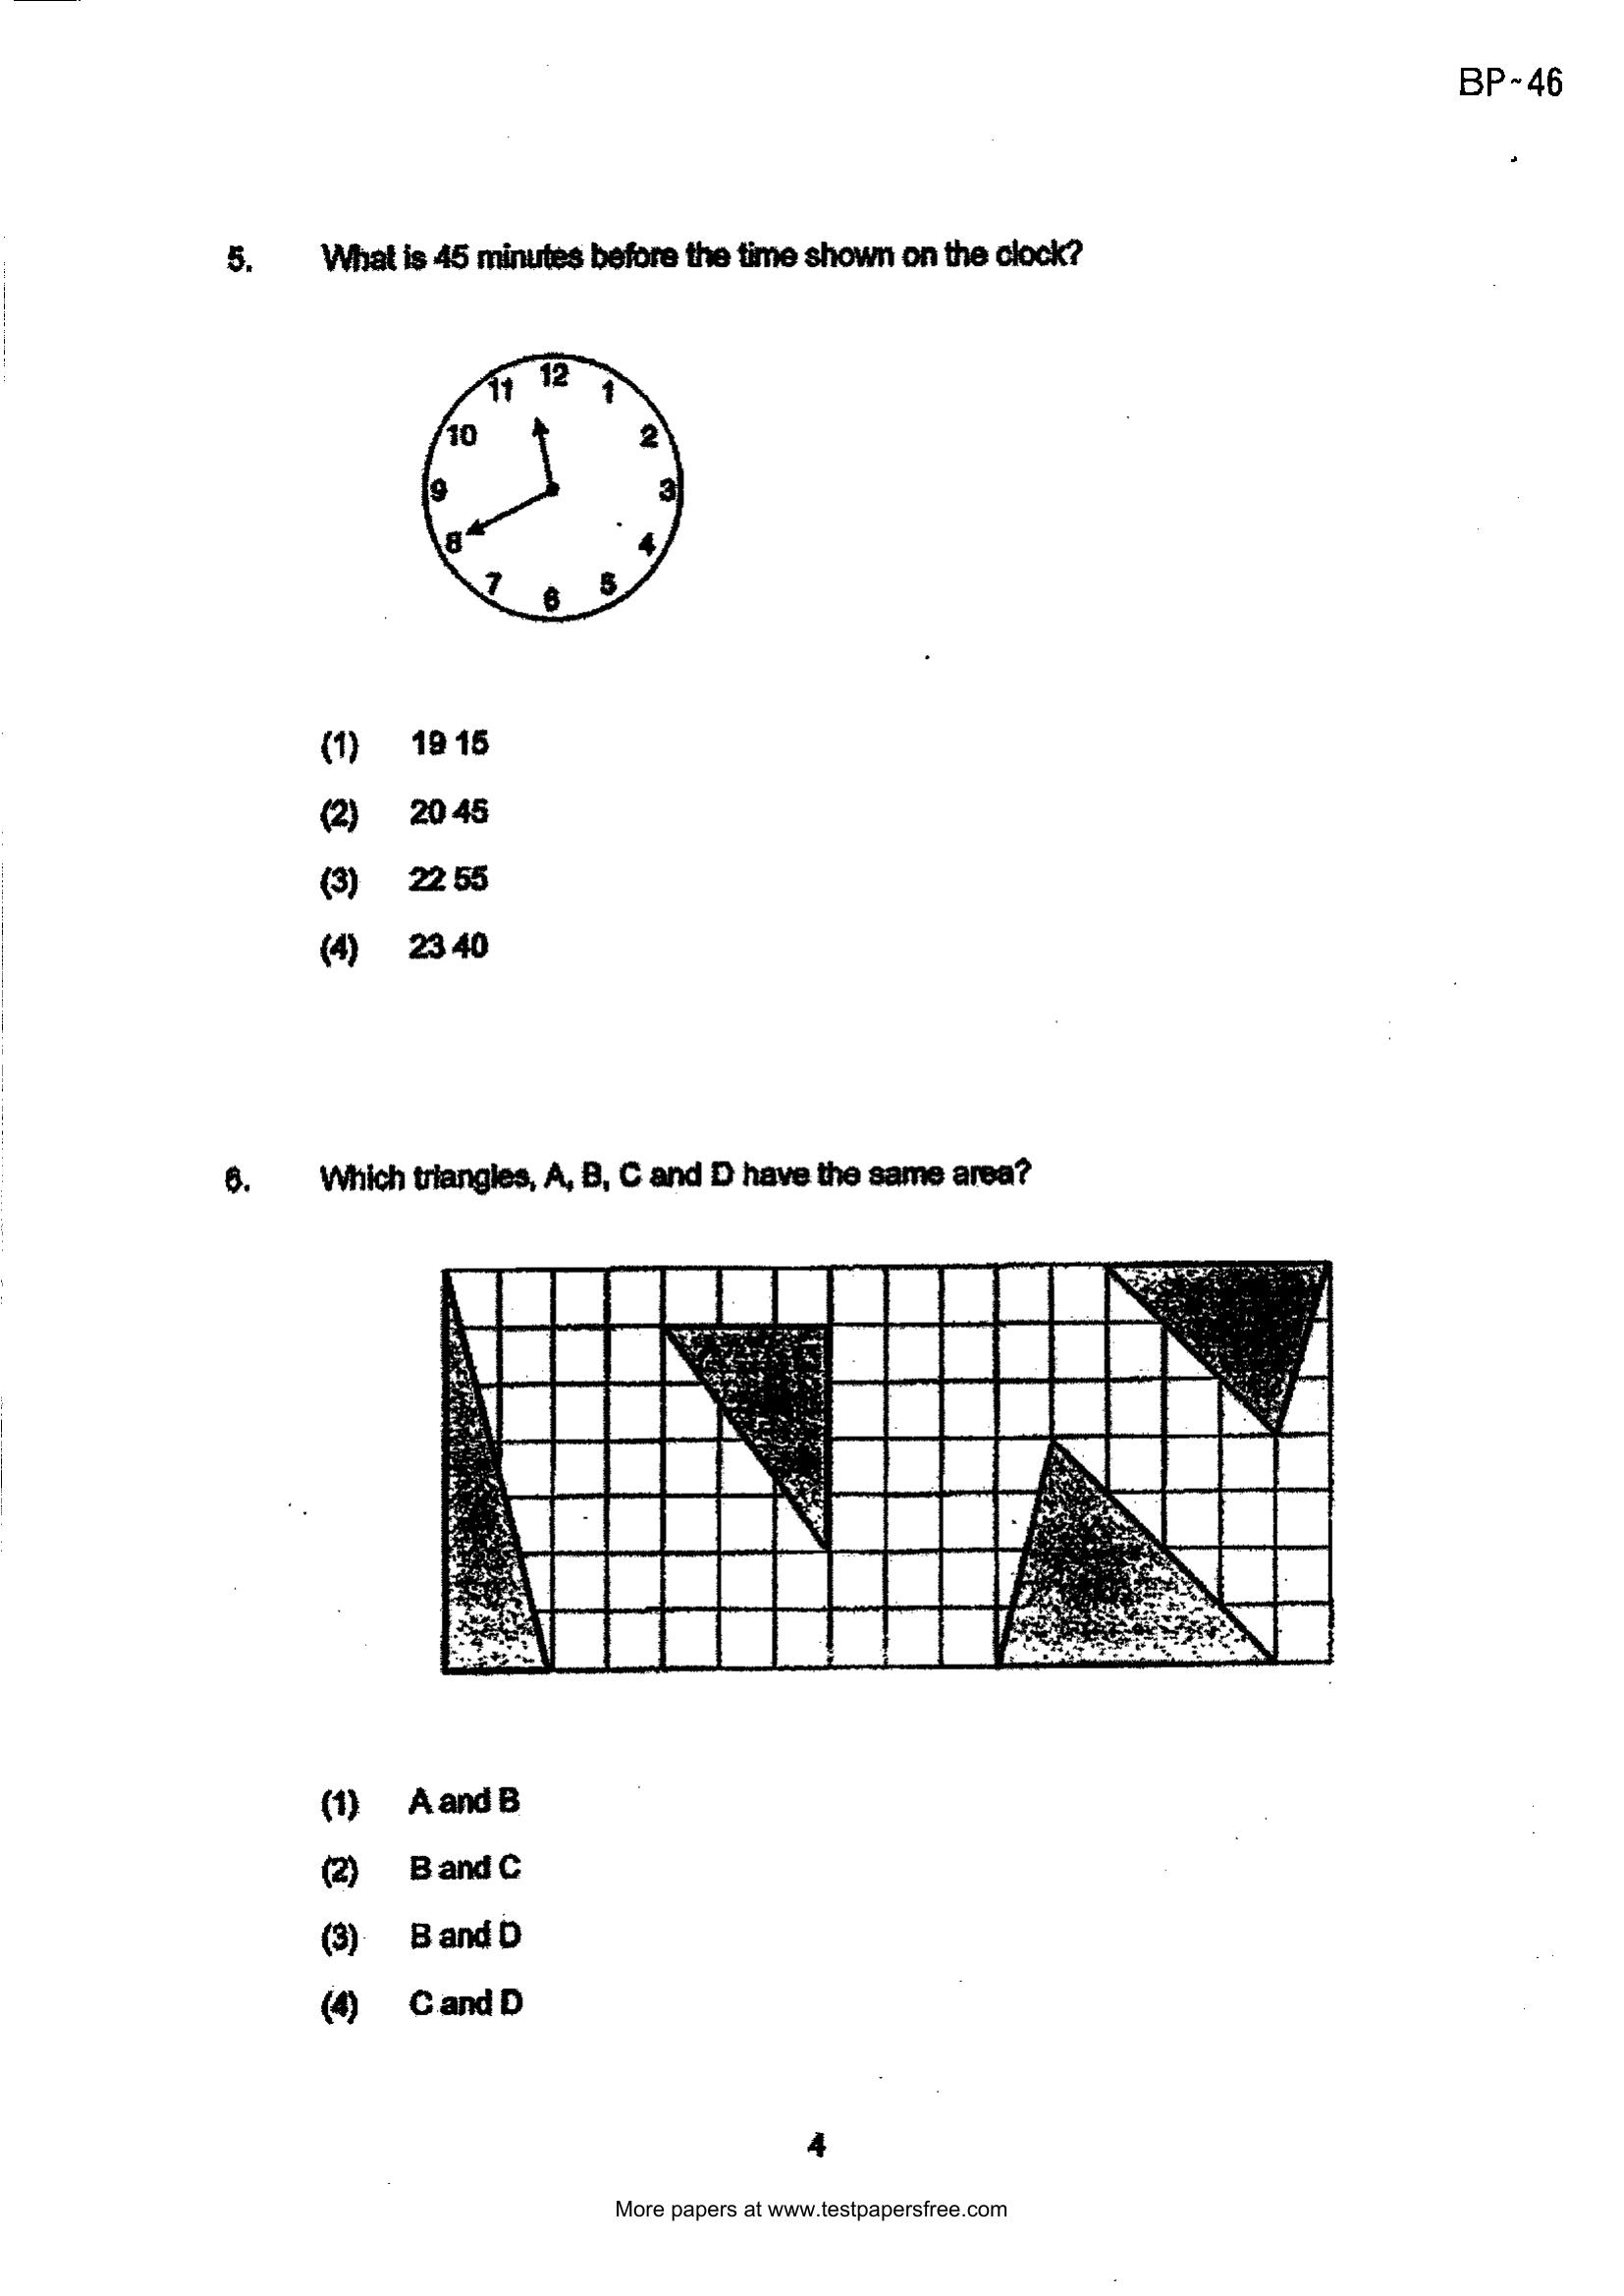 BP~46
5. What is 45 minutes before the time shown on the clock?
12
11 1
10 2
9 3
8 4
7 5
6
(1) 19 15
(2) 20 45
(3) 22 55
(4) 23 40
6. Which triangles, A, B, C and D have the same area?
(1) A and B
(2) B and C
(3) B and D
(4) C and D
4
More papers at www.testpapersfree.com